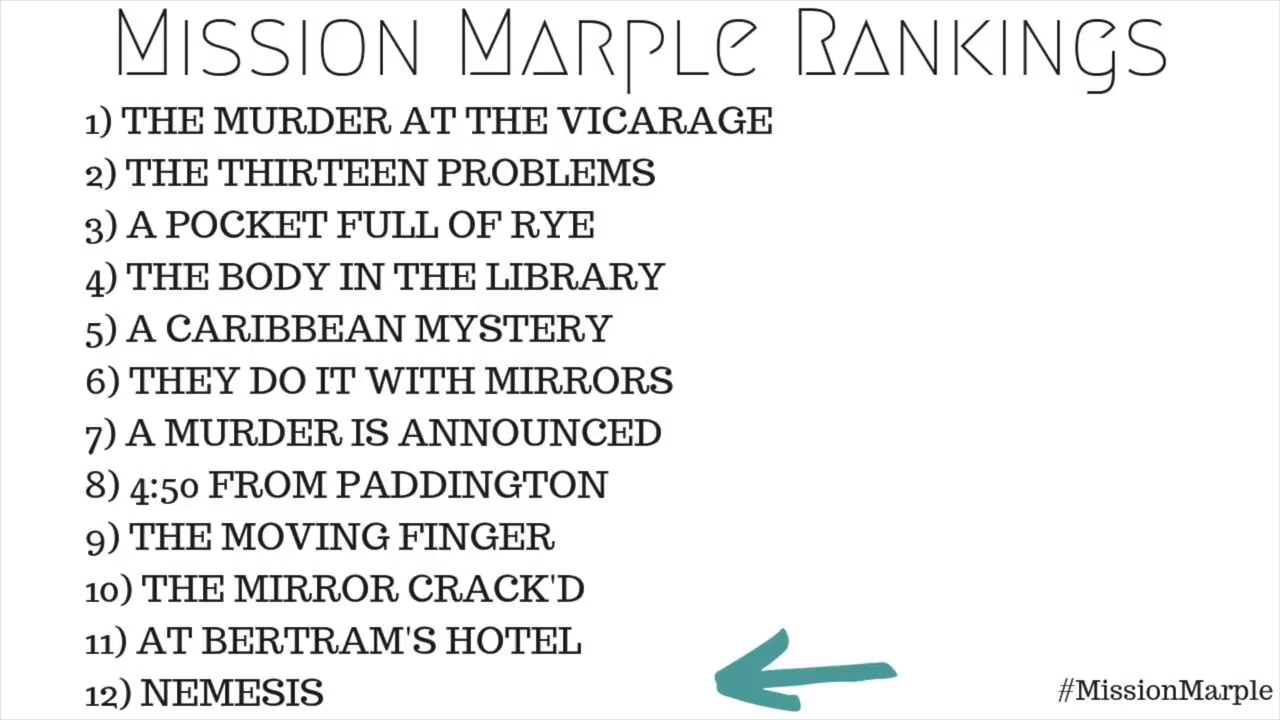 MISSION MARPLE RANKINGS
1) THE MURDER AT THE VICARAGE
2) THE THIRTEEN PROBLEMS
3) A POCKET FULL OF RYE
4) THE BODY IN THE LIBRARY
5) A CARIBBEAN MYSTERY
6) THEY DO IT WITH MIRRORS
7) A MURDER IS ANNOUNCED
8) 4:50 FROM PADDINGTON
9) THE MOVING FINGER
10) THE MIRROR CRACK'D
11) AT BERTRAM'S HOTEL
12) NEMESIS
#MissionMarple